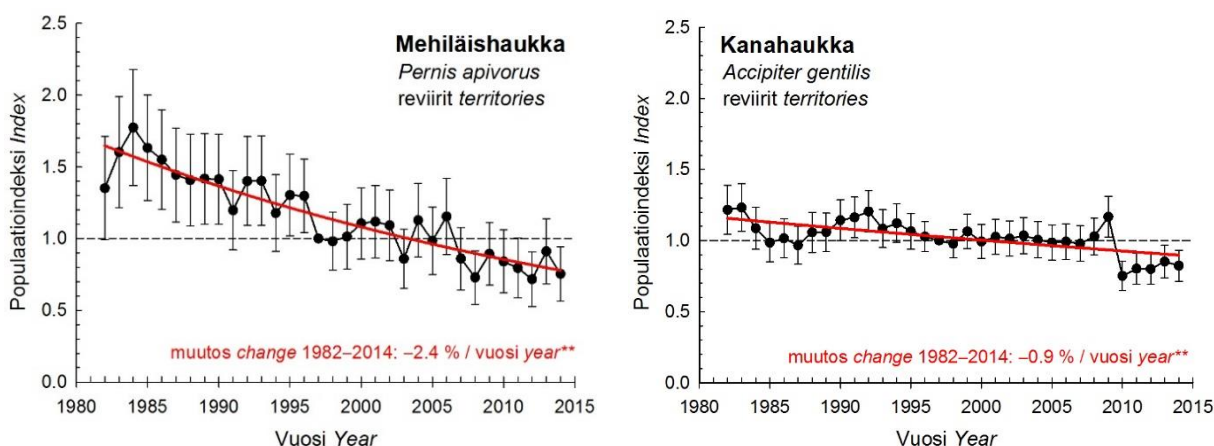 Populaatioindeksi Index
2.5
2.0
1.5
1.0
0.5
0.0
Mehiläishaukka
Pernis apivorus
reviirit territories
muutos change 1982–2014: –2.4 % / vuosi year**
1980 1985 1990 1995 2000 2005 2010 2015
Vuosi Year
Populaatioindeksi Index
2.5
2.0
1.5
1.0
0.5
0.0
Kanahaukka
Accipiter gentilis
reviirit territories
muutos change 1982–2014: –0.9 % / vuosi year**
1980 1985 1990 1995 2000 2005 2010 2015
Vuosi Year